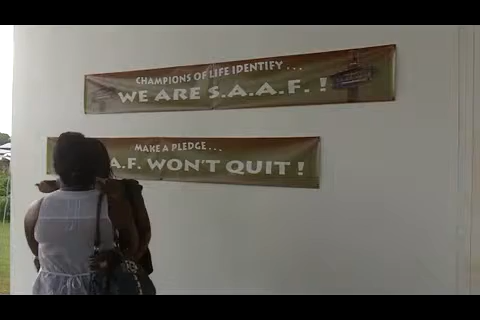 CHAMPIONS OF LIFE IDENTIFY...
WE ARE S.A.A.F. !
MAKE A PLEDGE...
A.F. WON'T QUIT !